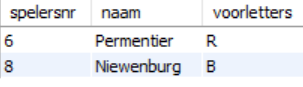 spelersnr naam voorletters
6 Permentier R
8 Niewenburg B